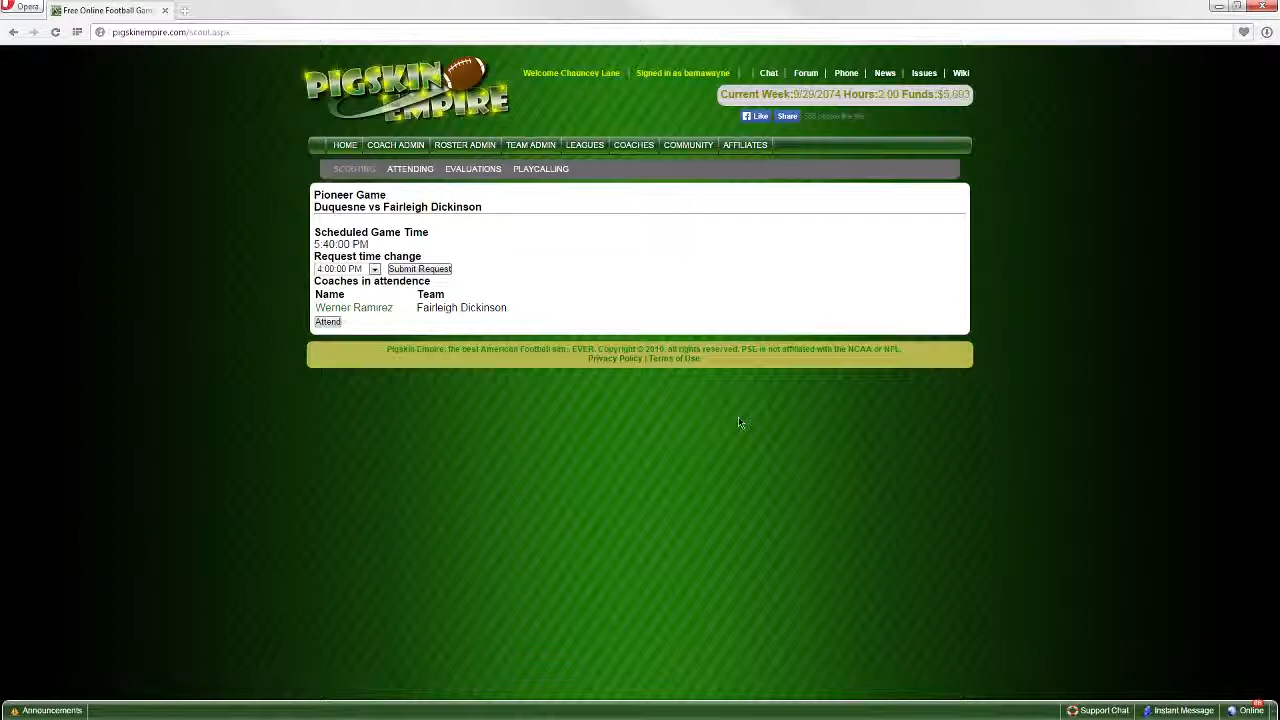 Opera
Free Online Football Gam
pigskinempire.com/scout.aspx
PIGSKIN EMPIRE
Welcome Chauncey Lane | Signed in as bamawayne | | Chat | Forum | Phone | News | Issues | Wiki
Current Week:9/29/2074 Hours:2.00 Funds:$5,693
Like Share
HOME | COACH ADMIN | ROSTER ADMIN | TEAM ADMIN | LEAGUES | COACHES | COMMUNITY | AFFILIATES
SCOUTING ATTENDING EVALUATIONS PLAYCALLING
Pioneer Game
Duquesne vs Fairleigh Dickinson
Scheduled Game Time
5:40:00 PM
Request time change
4:00:00 PM Submit Request
Coaches in attendence
Name Team
Werner Ramirez Fairleigh Dickinson
Attend
Pigskin Empire, the best American Football sim.. EVER. Copyright © 2010, all rights reserved. PSE is not affiliated with the NCAA or NFL.
Privacy Policy | Terms of Use
Announcements Support Chat Instant Message Online